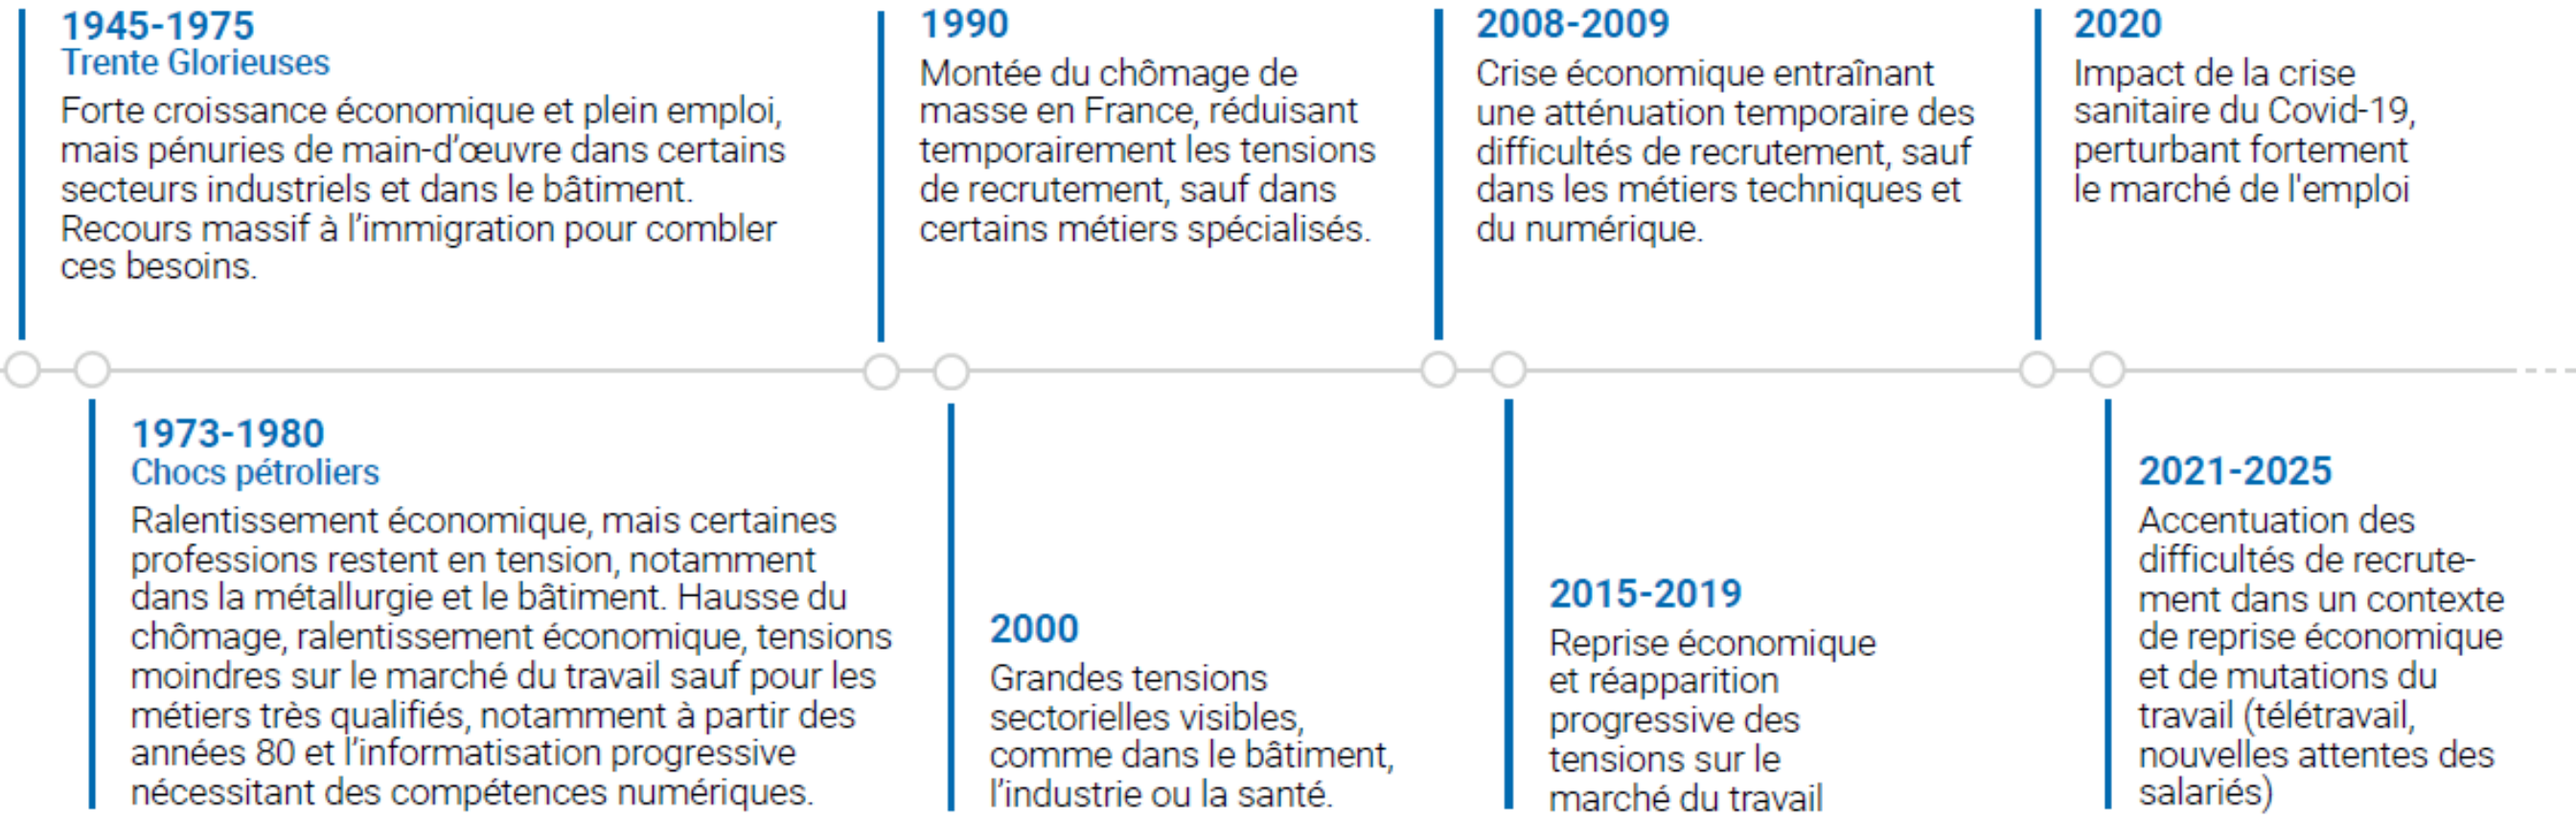 1945-1975
Trente Glorieuses
Forte croissance économique et plein emploi,
mais pénuries de main-d’œuvre dans certains
secteurs industriels et dans le bâtiment.
Recours massif à l’immigration pour combler
ces besoins.
1973-1980
Chocs pétroliers
Ralentissement économique, mais certaines
professions restent en tension, notamment
dans la métallurgie et le bâtiment. Hausse du
chômage, ralentissement économique, tensions
moindres sur le marché du travail sauf pour les
métiers très qualifiés, notamment à partir des
années 80 et l’informatisation progressive
nécessitant des compétences numériques.
1990
Montée du chômage de
masse en France, réduisant
temporairement les tensions
de recrutement, sauf dans
certains métiers spécialisés.
2000
Grandes tensions
sectorielles visibles,
comme dans le bâtiment,
l’industrie ou la santé.
2008-2009
Crise économique entraînant
une atténuation temporaire des
difficultés de recrutement, sauf
dans les métiers techniques et
du numérique.
2015-2019
Reprise économique
et réapparition
progressive des
tensions sur le
marché du travail
2020
Impact de la crise
sanitaire du Covid-19,
perturbant fortement
le marché de l'emploi
2021-2025
Accentuation des
difficultés de recrute-
ment dans un contexte
de reprise économique
et de mutations du
travail (télétravail,
nouvelles attentes des
salariés)